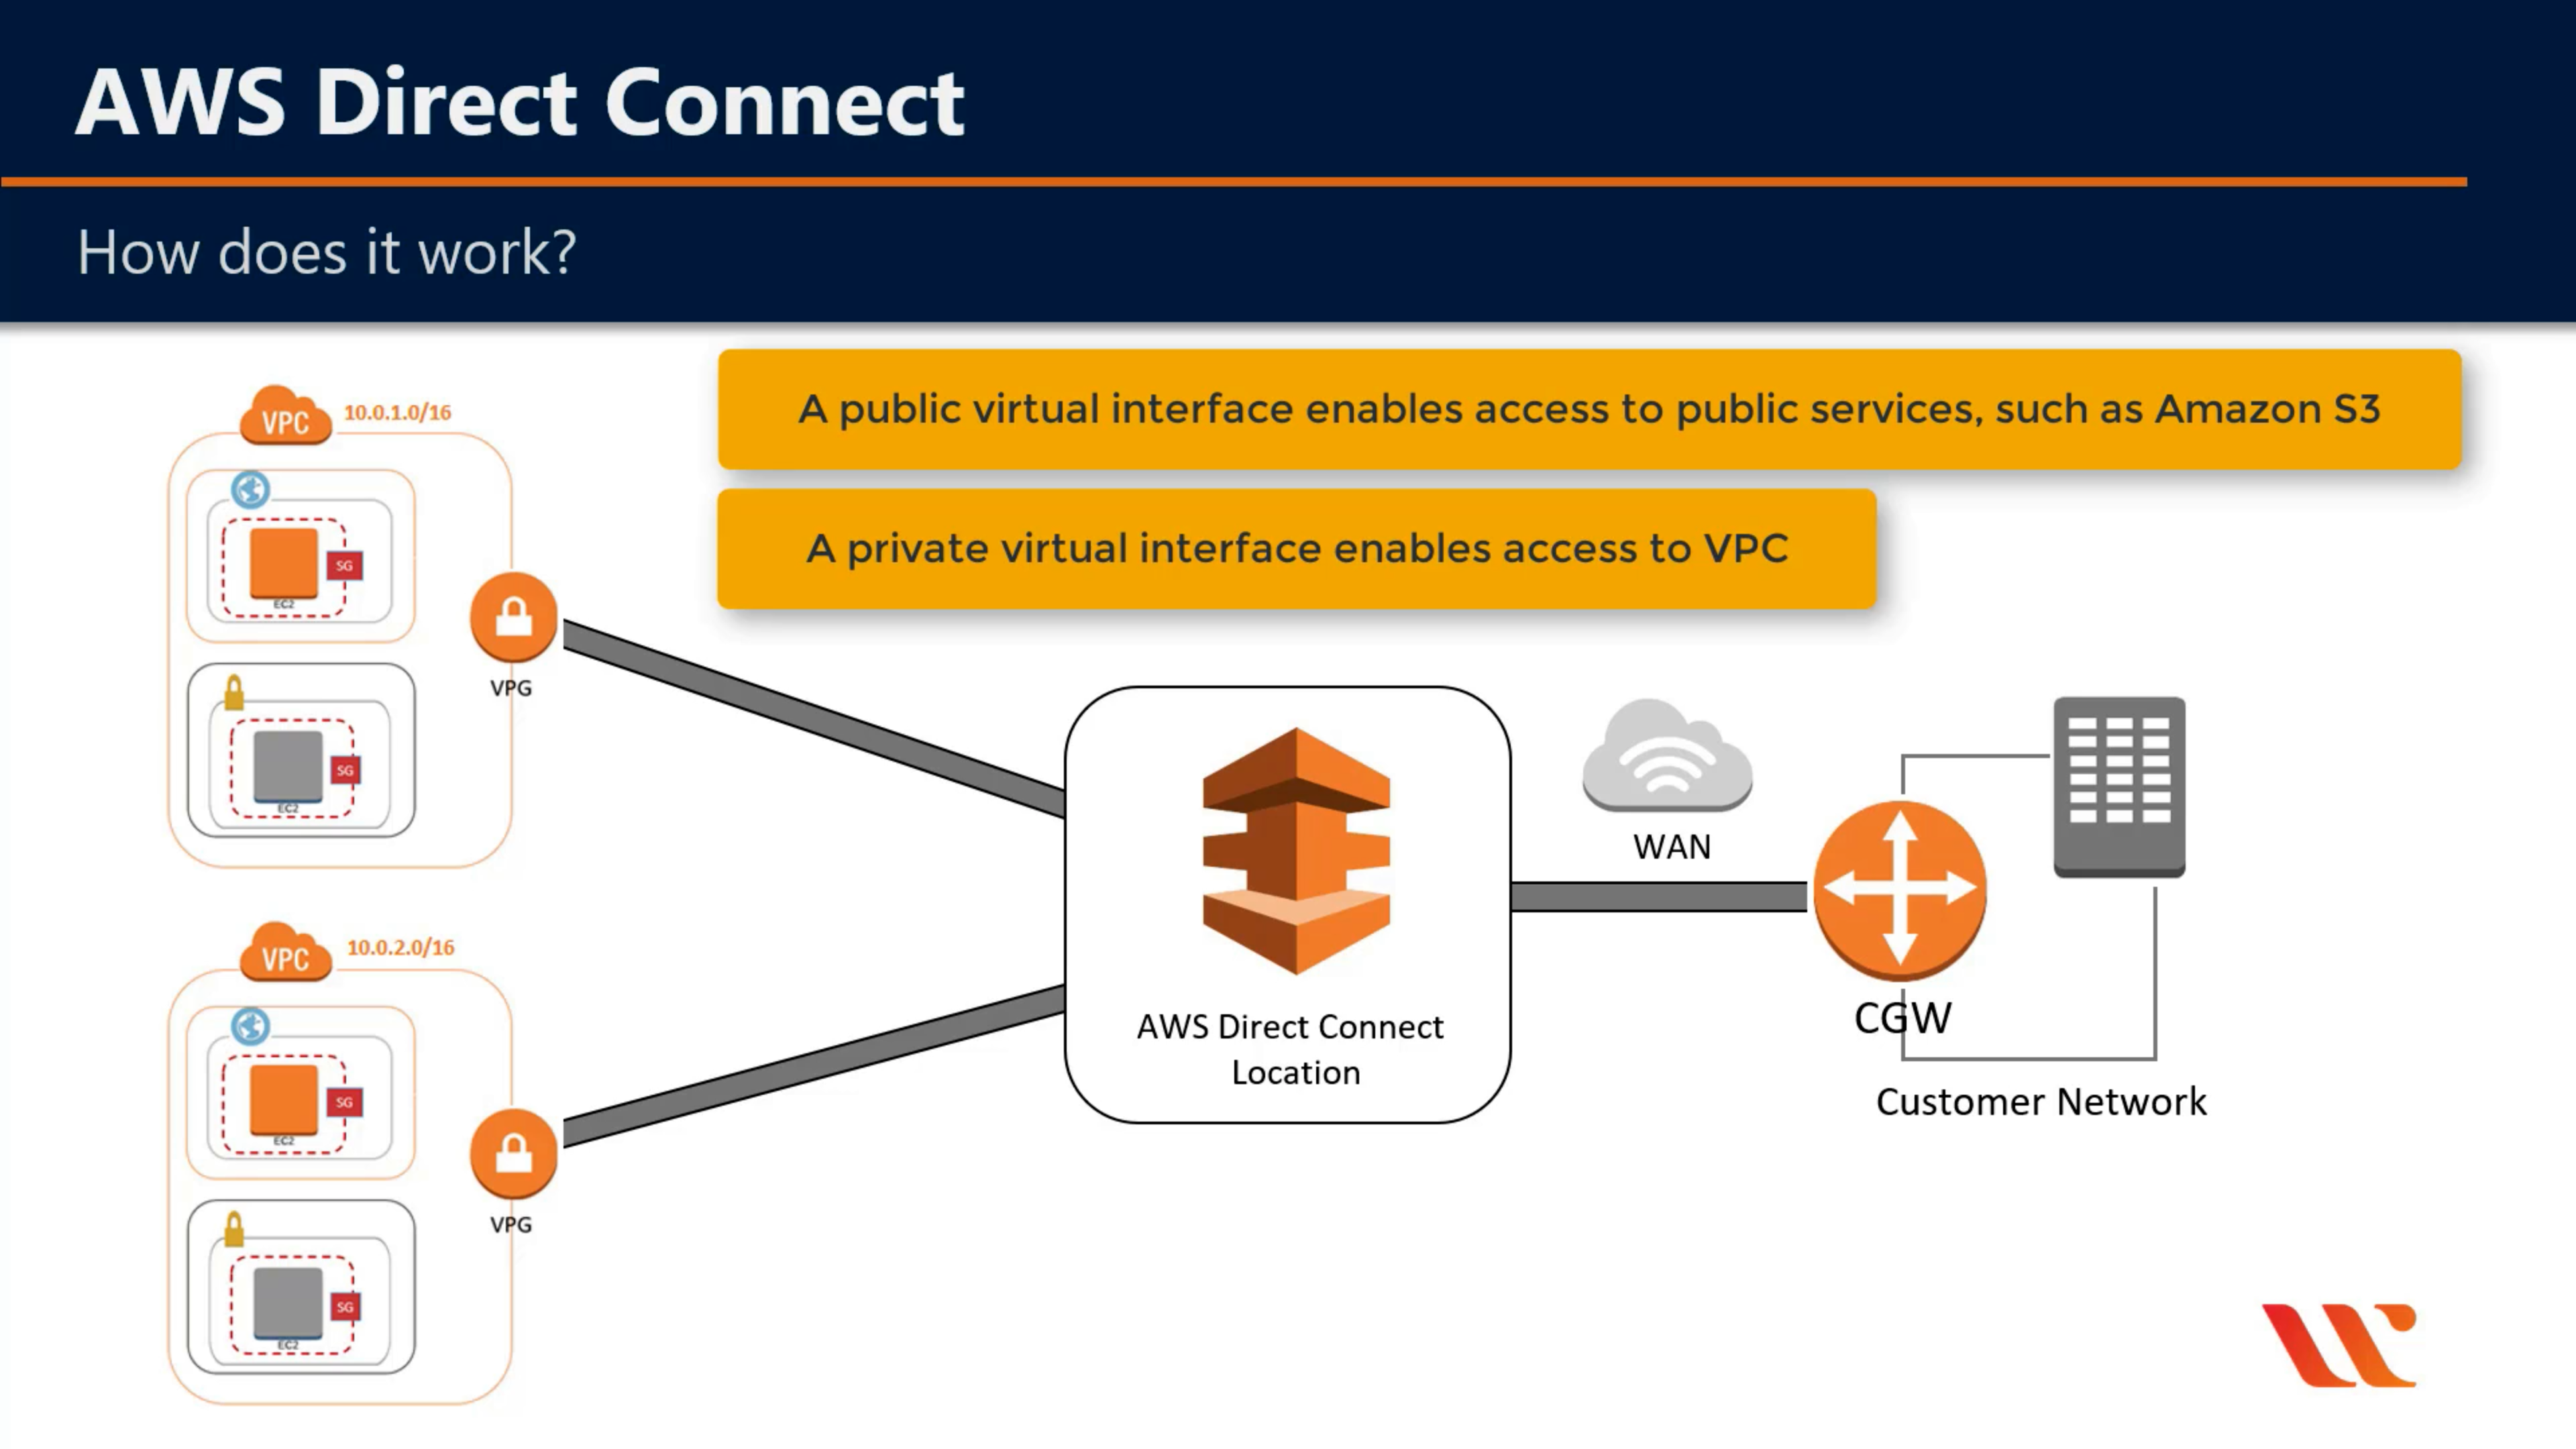 AWS Direct Connect
How does it work?
A public virtual interface enables access to public services, such as Amazon S3
A private virtual interface enables access to VPC
VPC
10.0.1.0/16
SG
EC2
SG
EC2
VPG
VPC
10.0.2.0/16
SG
EC2
SG
EC2
VPG
AWS Direct Connect
Location
WAN
CGW
Customer Network